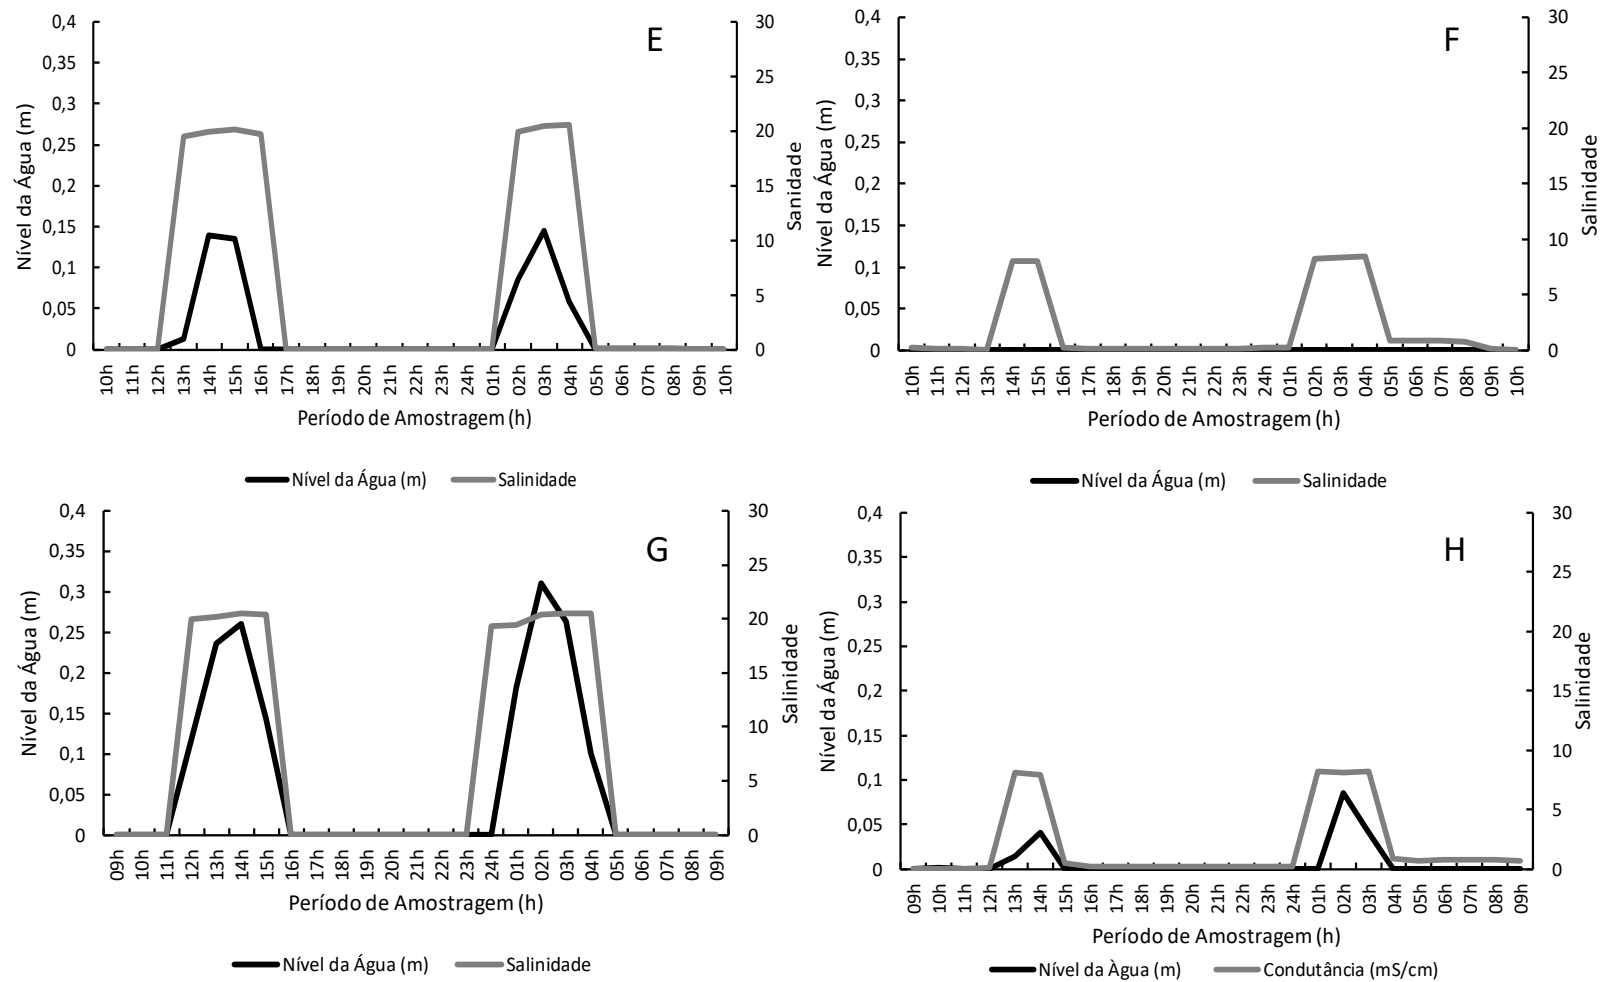 E
0,4
0,35
0,3
0,25
0,2
0,15
0,1
0,05
0
Nível da Água (m)
30
25
20
15
10
5
0
Sanidade
10h 11h 12h 13h 14h 15h 16h 17h 18h 19h 20h 21h 22h 23h 24h 01h 02h 03h 04h 05h 06h 07h 08h 09h 10h
Período de Amostragem (h)
Nível da Água (m) Salinidade
F
0,4
0,35
0,3
0,25
0,2
0,15
0,1
0,05
0
Nível da Água (m)
30
25
20
15
10
5
0
Salinidade
10h 11h 12h 13h 14h 15h 16h 17h 18h 19h 20h 21h 22h 23h 24h 01h 02h 03h 04h 05h 06h 07h 08h 09h 10h
Período de Amostragem (h)
Nível da Água (m) Salinidade
G
0,4
0,35
0,3
0,25
0,2
0,15
0,1
0,05
0
Nível da Água (m)
30
25
20
15
10
5
0
Salinidade
09h 10h 11h 12h 13h 14h 15h 16h 17h 18h 19h 20h 21h 22h 23h 24h 01h 02h 03h 04h 05h 06h 07h 08h 09h
Período de Amostragem (h)
Nível da Água (m) Salinidade
H
0,4
0,35
0,3
0,25
0,2
0,15
0,1
0,05
0
Nível da Água (m)
30
25
20
15
10
5
0
Salinidade
09h 10h 11h 12h 13h 14h 15h 16h 17h 18h 19h 20h 21h 22h 23h 24h 01h 02h 03h 04h 05h 06h 07h 08h 09h
Período de Amostragem (h)
Nível da Àgua (m) Condutância (mS/cm)